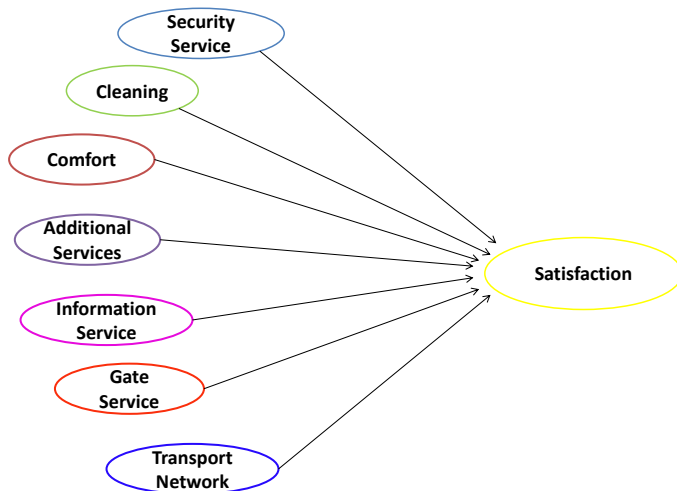 Security
Service
Cleaning
Comfort
Additional
Services
Satisfaction
Information
Service
Gate
Service
Transport
Network